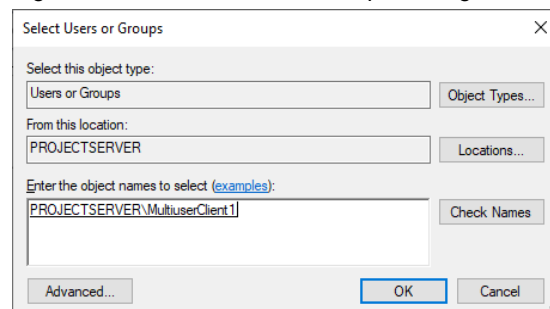 Select Users or Groups
Select this object type:
Users or Groups
Object Types...
From this location:
PROJECTSERVER
Locations...
Enter the object names to select (examples):
PROJECTSERVER\MultiuserClient1
Check Names
Advanced...
OK
Cancel